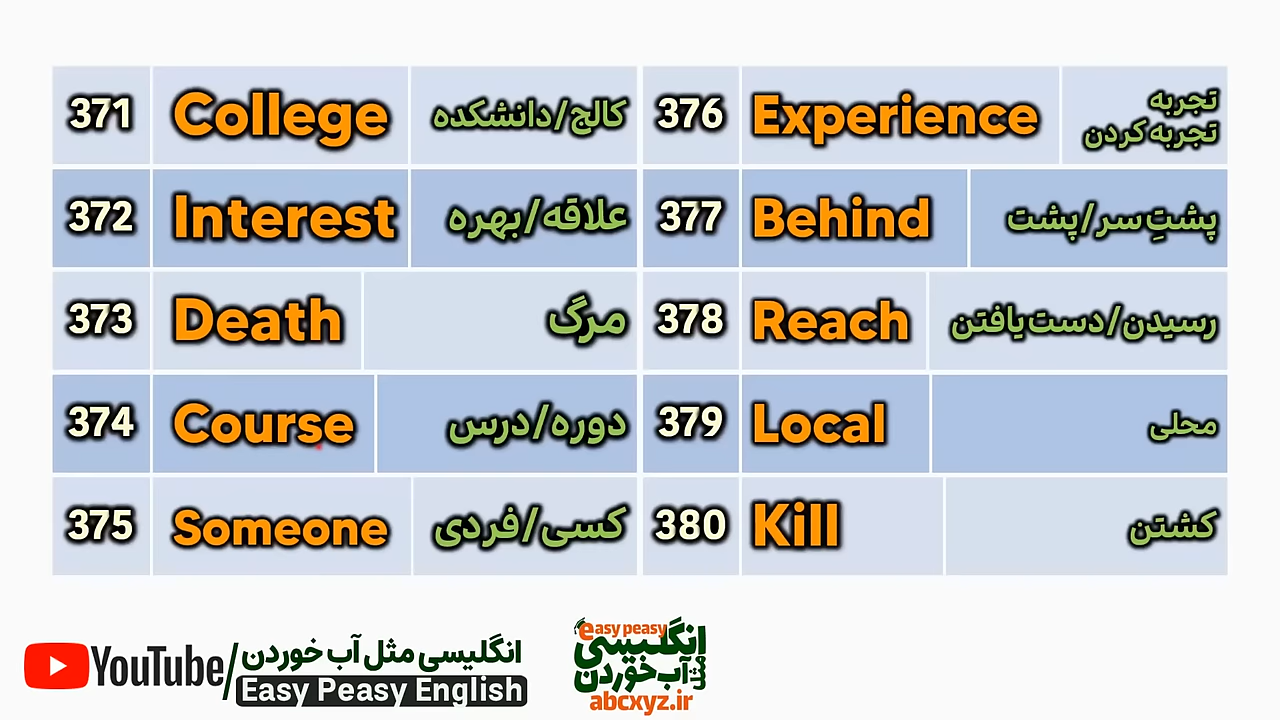 371 College کالج/دانشکده
372 Interest علاقه/بهره
373 Death مرگ
374 Course دوره/درس
375 Someone کسی/فردی
376 Experience تجربه
تجربه کردن
377 Behind پشتِ سر/پشت
378 Reach رسیدن/دست یافتن
379 Local محلی
380 Kill کشتن
YouTube/انگلیسی مثل آب خوردن
Easy Peasy English
easy peasy
انگلیسی
مثل آب خوردن
abcxyz.ir